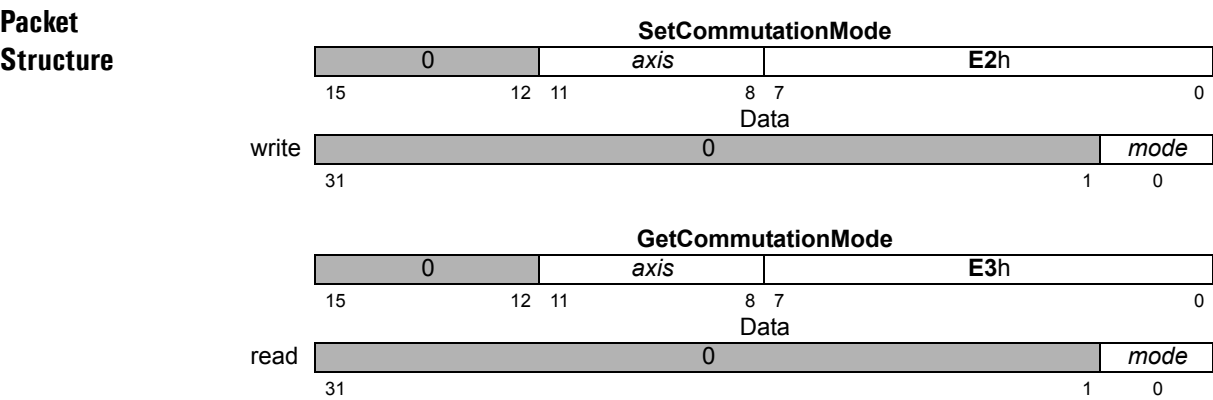 Packet
Structure
SetCommutationMode
0 axis E2h
15 12 11 8 7 0
Data
write 0 mode
31 1 0
GetCommutationMode
0 axis E3h
15 12 11 8 7 0
Data
read 0 mode
31 1 0